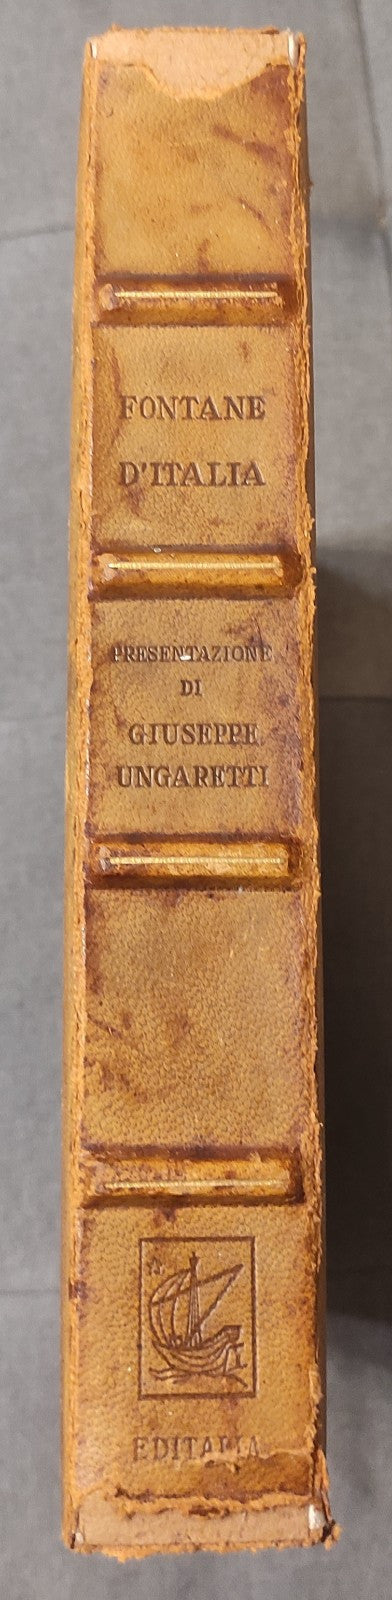 FONTANE
D'ITALIA
PRESENTAZIONE
DI
GIUSEPPE
UNGARETTI
EDITALIA